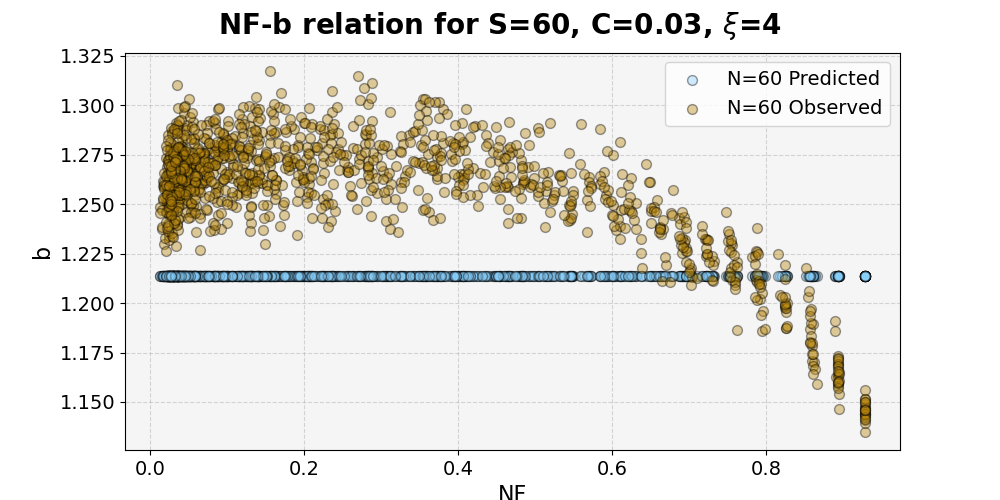 NF-b relation for S=60, C=0.03, ξ=4
1.325
1.300
1.275
1.250
1.225
1.200
1.175
1.150
b
N=60 Predicted
N=60 Observed
0.0 0.2 0.4 0.6 0.8
NF